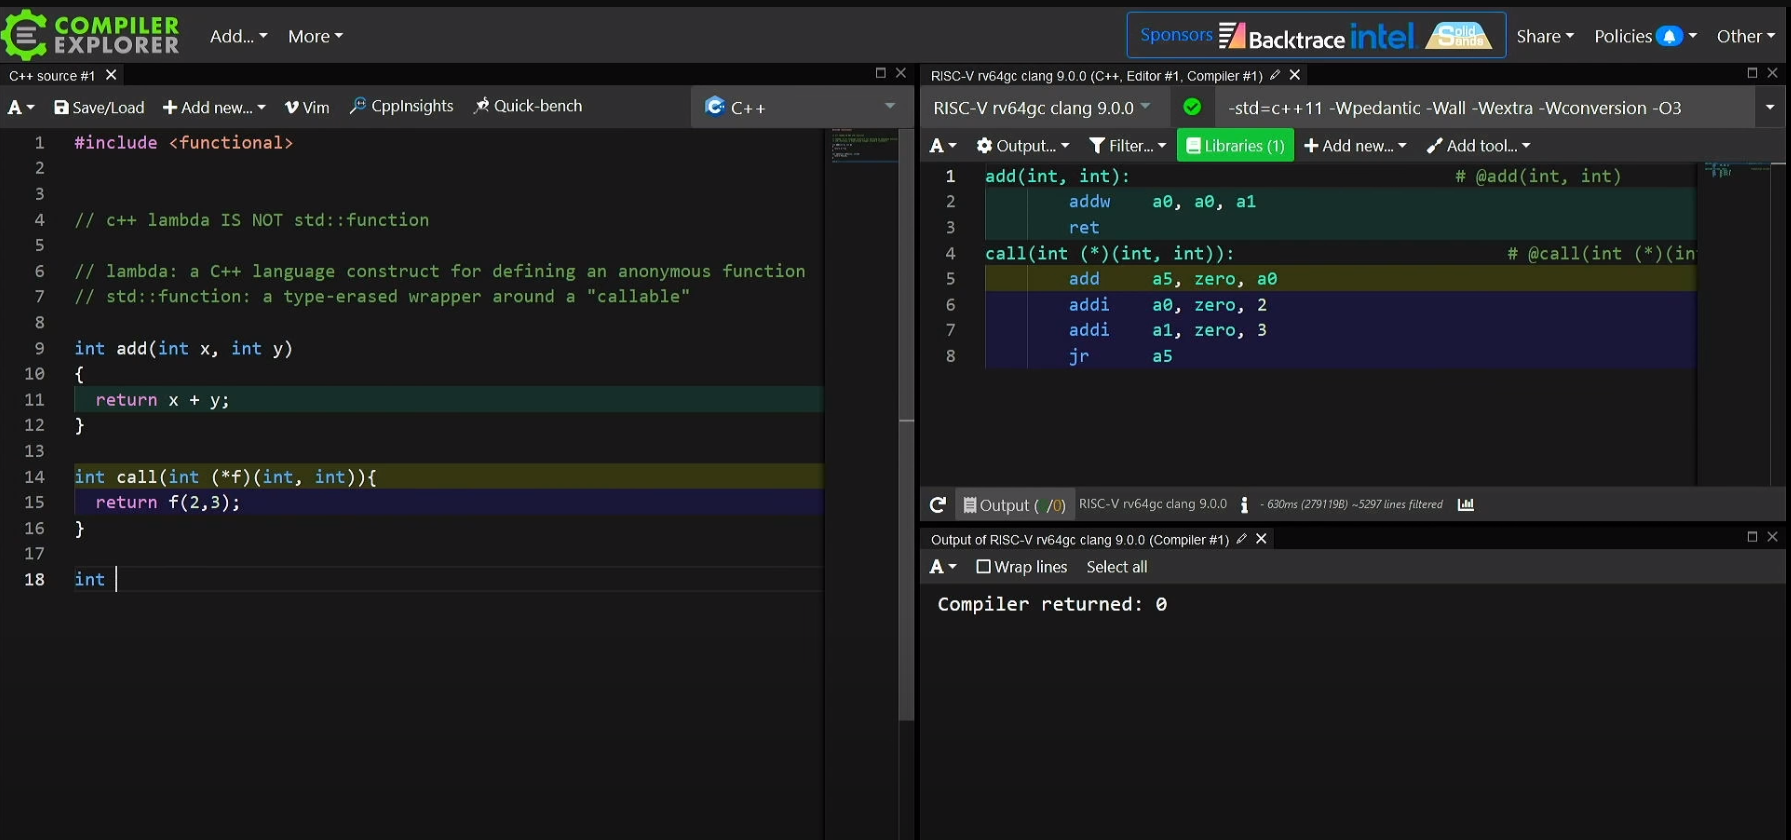 COMPILER
EXPLORER
Add...
More
Sponsors
Backtrace
intel
Solid
Sands
Share
Policies
Other
C++ source #1
A
Save/Load
Add new...
Vim
CppInsights
Quick-bench
C++
1 #include <functional>
2
3
4 // c++ lambda IS NOT std::function
5
6 // lambda: a C++ language construct for defining an anonymous function
7 // std::function: a type-erased wrapper around a "callable"
8
9 int add(int x, int y)
10 {
11 return x + y;
12 }
13
14 int call(int (*f)(int, int)){
15 return f(2,3);
16 }
17
18 int
RISC-V rv64gc clang 9.0.0 (C++, Editor #1, Compiler #1)
RISC-V rv64gc clang 9.0.0
-std=c++11 -Wpedantic -Wall -Wextra -Wconversion -O3
A
Output...
Filter...
Libraries (1)
Add new...
Add tool...
1 add(int, int): # @add(int, int)
2 addw a0, a0, a1
3 ret
4 call(int (*)(int, int)): # @call(int (*)(in
5 add a5, zero, a0
6 addi a0, zero, 2
7 addi a1, zero, 3
8 jr a5
Output ( /0) RISC-V rv64gc clang 9.0.0 i - 630ms (279119B) ~5297 lines filtered
Output of RISC-V rv64gc clang 9.0.0 (Compiler #1)
A
Wrap lines
Select all
Compiler returned: 0